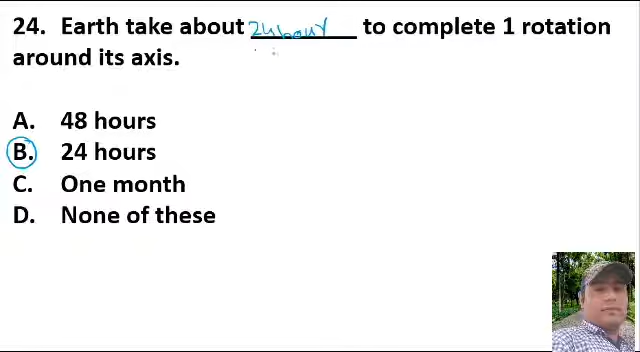 24. Earth take about 24 hour to complete 1 rotation
around its axis.
A. 48 hours
B. 24 hours
C. One month
D. None of these